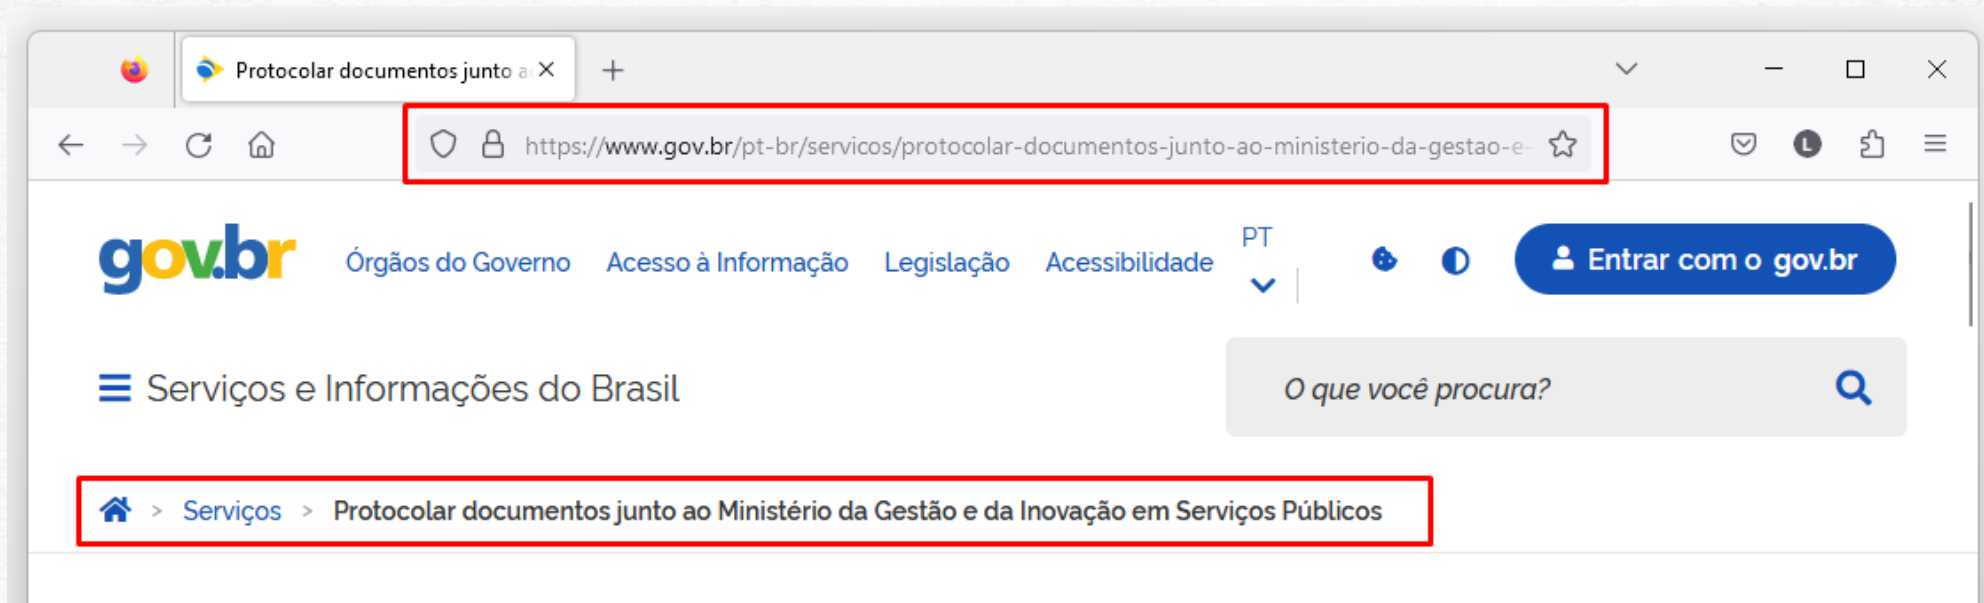 Protocolar documentos junto a
https://www.gov.br/pt-br/servicos/protocolar-documentos-junto-ao-ministerio-da-gestao-e-
L
gov.br Órgãos do Governo Acesso à Informação Legislação Acessibilidade PT Entrar com o gov.br
Serviços e Informações do Brasil O que você procura?
> Serviços > Protocolar documentos junto ao Ministério da Gestão e da Inovação em Serviços Públicos